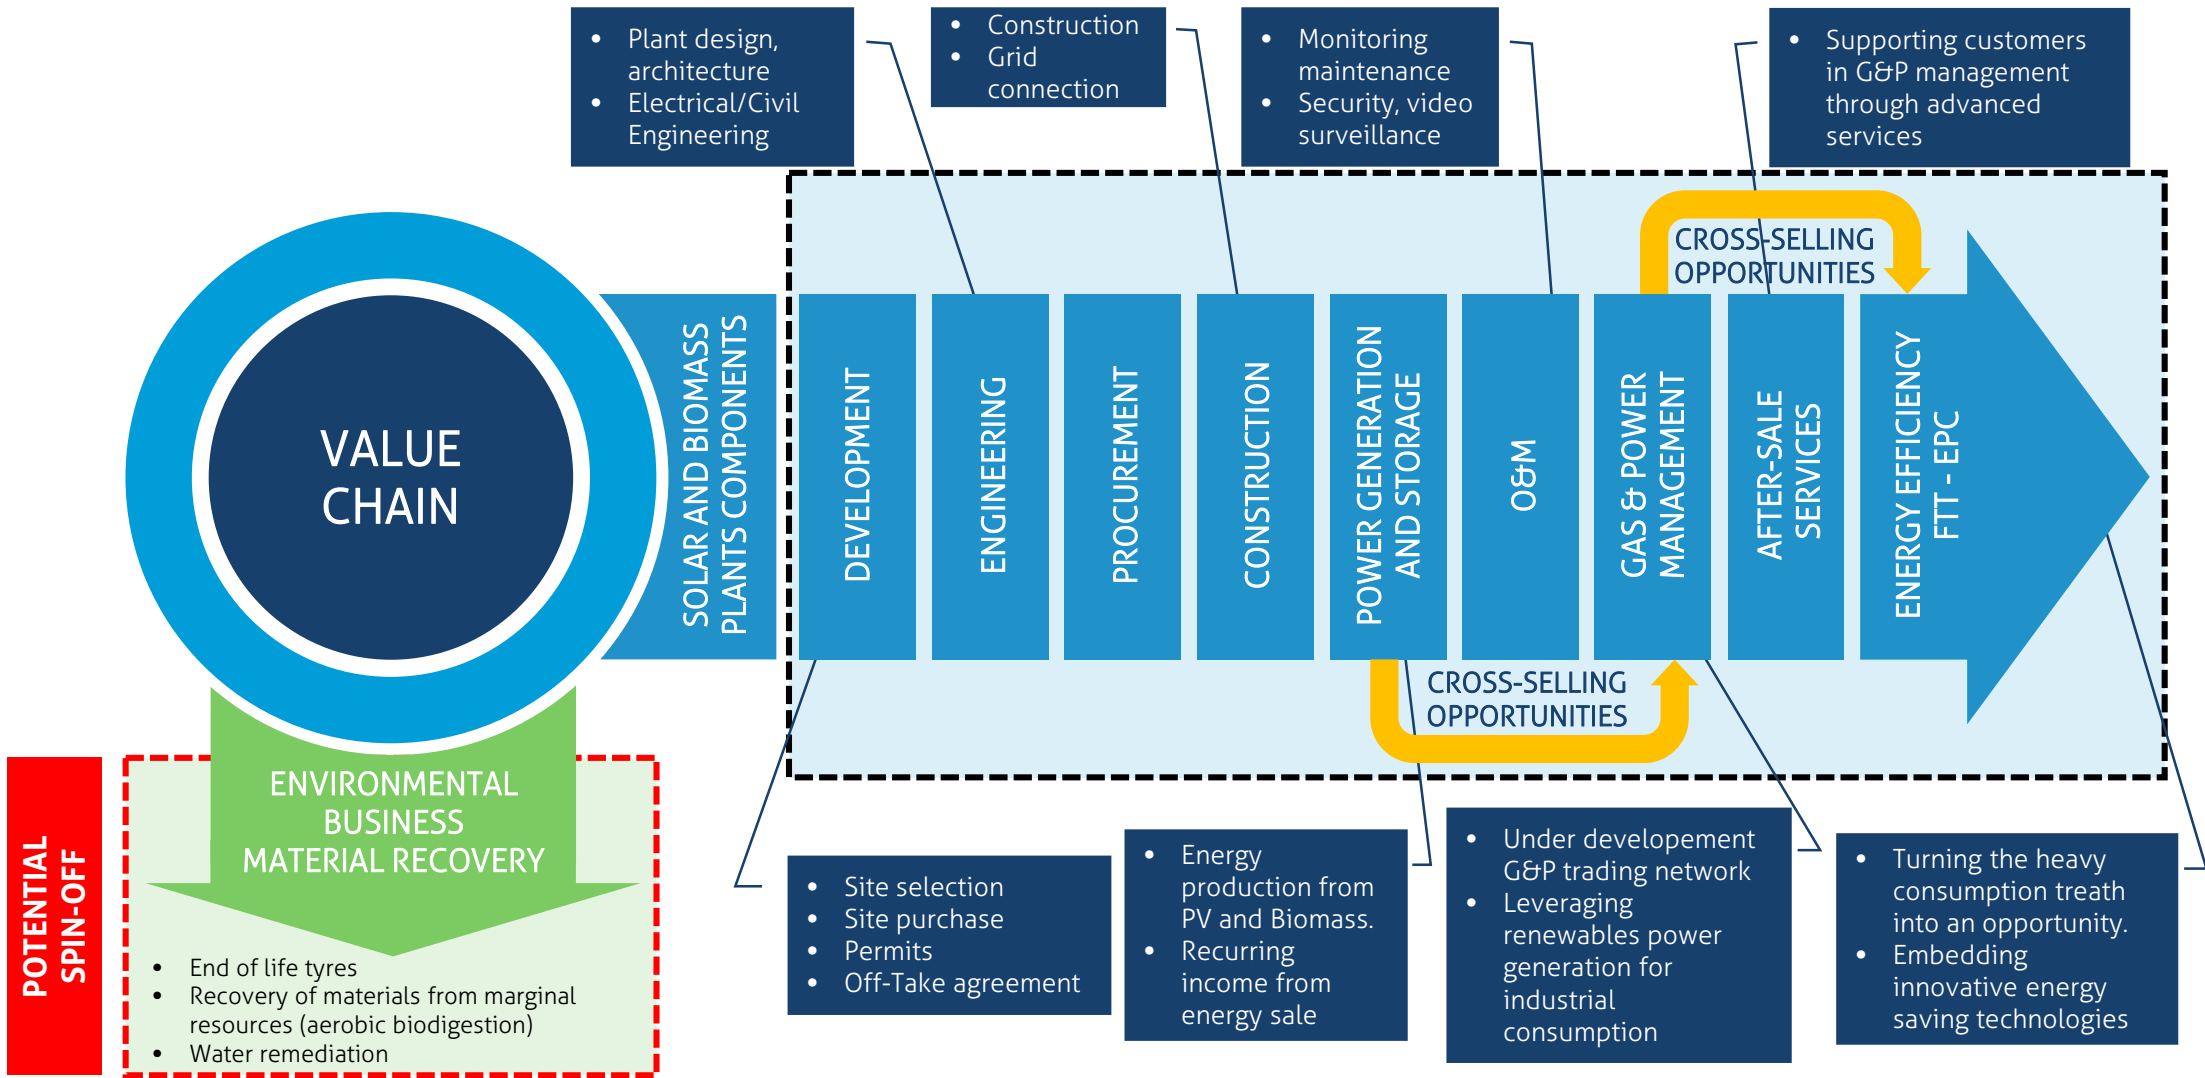 • Plant design,
architecture
• Electrical/Civil
Engineering
• Construction
• Grid
connection
• Monitoring
maintenance
• Security, video
surveillance
• Supporting customers
in G&P management
through advanced
services
CROSS-SELLING
OPPORTUNITIES
VALUE
CHAIN
SOLAR AND BIOMASS
PLANTS COMPONENTS
DEVELOPMENT
ENGINEERING
PROCUREMENT
CONSTRUCTION
POWER GENERATION
AND STORAGE
O&M
GAS & POWER
MANAGEMENT
AFTER-SALE
SERVICES
ENERGY EFFICIENCY
FTT - EPC
CROSS-SELLING
OPPORTUNITIES
POTENTIAL
SPIN-OFF
ENVIRONMENTAL
BUSINESS
MATERIAL RECOVERY
• End of life tyres
• Recovery of materials from marginal
resources (aerobic biodigestion)
• Water remediation
• Site selection
• Site purchase
• Permits
• Off-Take agreement
• Energy
production from
PV and Biomass.
• Recurring
income from
energy sale
• Under developement
G&P trading network
• Leveraging
renewables power
generation for
industrial
consumption
• Turning the heavy
consumption treath
into an opportunity.
• Embedding
innovative energy
saving technologies